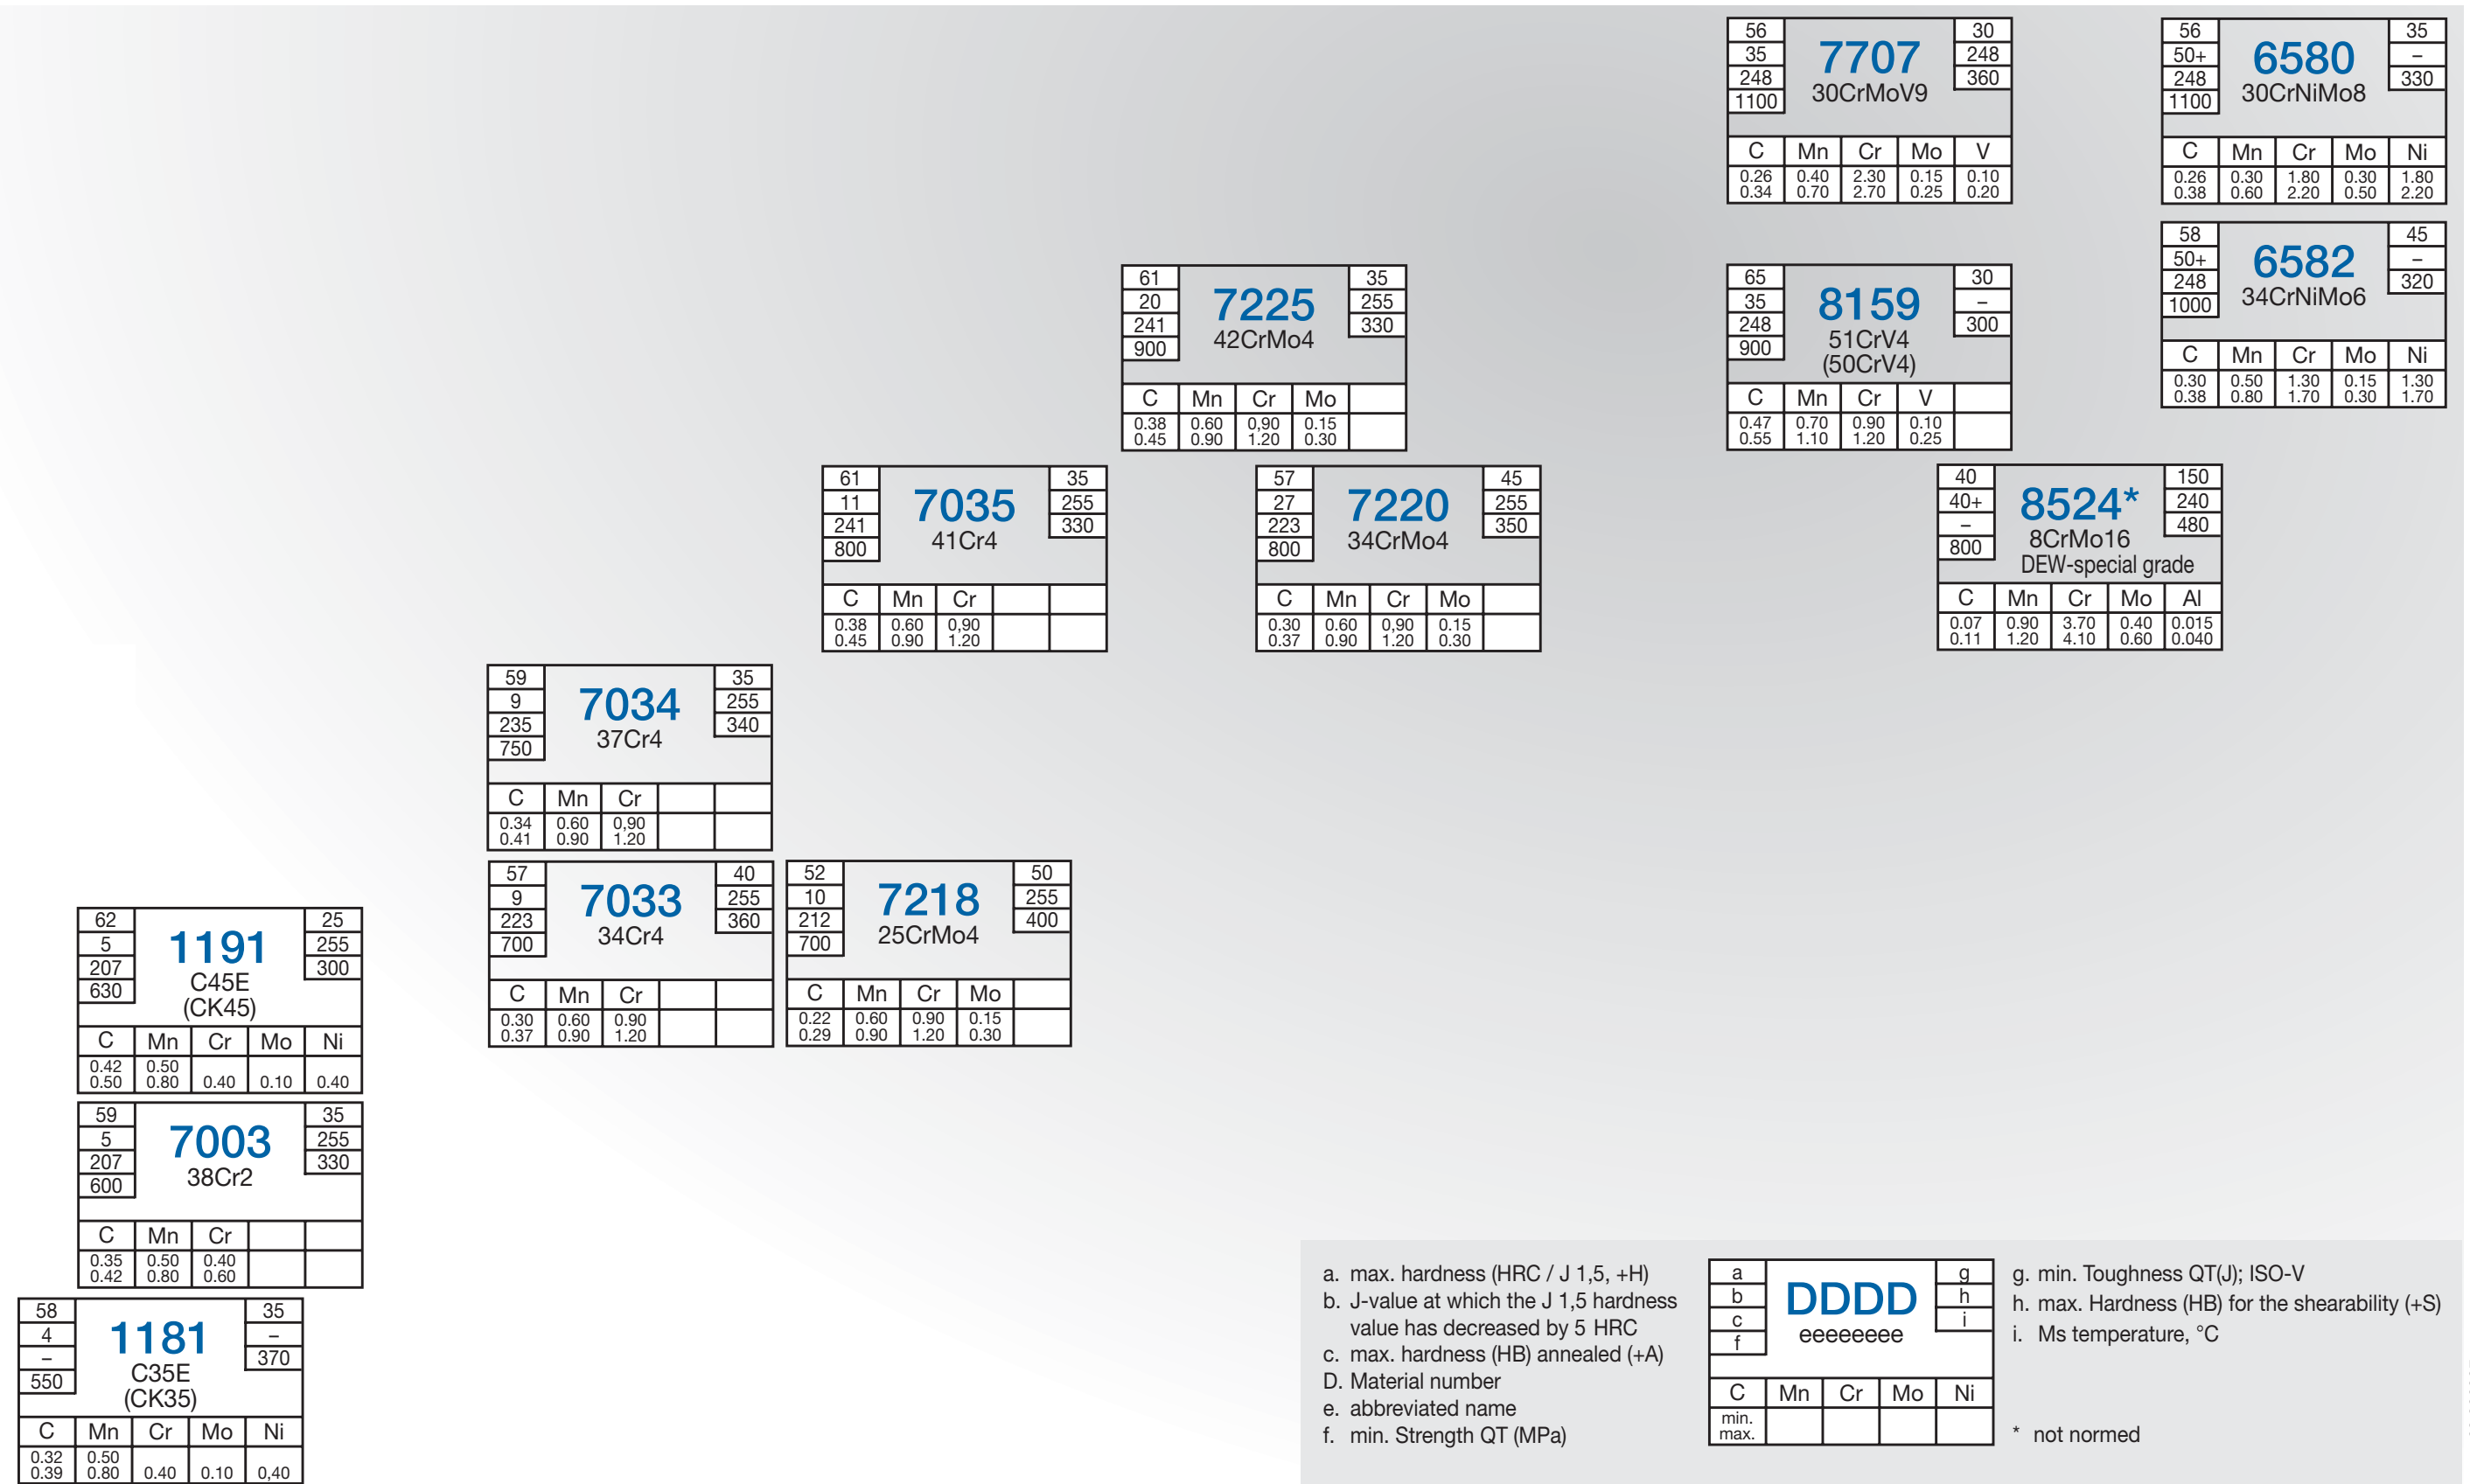 56
35
248
1100
7707
30CrMoV9
30
248
360
C Mn Cr Mo V
0.26 0.40 2.30 0.15 0.10
0.34 0.70 2.70 0.25 0.20
56
50+
248
1100
6580
30CrNiMo8
35
–
330
C Mn Cr Mo Ni
0.26 0.30 1.80 0.30 1.80
0.38 0.60 2.20 0.50 2.20
58
50+
248
1000
6582
34CrNiMo6
45
–
320
C Mn Cr Mo Ni
0.30 0.50 1.30 0.15 1.30
0.38 0.80 1.70 0.30 1.70
61
20
241
900
7225
42CrMo4
35
255
330
C Mn Cr Mo
0.38 0.60 0,90 0.15
0.45 0.90 1.20 0.30
65
35
248
900
8159
51CrV4
(50CrV4)
30
–
300
C Mn Cr V
0.47 0.70 0.90 0.10
0.55 1.10 1.20 0.25
61
11
241
800
7035
41Cr4
35
255
330
C Mn Cr
0.38 0.60 0,90
0.45 0.90 1.20
57
27
223
800
7220
34CrMo4
45
255
350
C Mn Cr Mo
0.30 0.60 0,90 0.15
0.37 0.90 1.20 0.30
40
40+
–
800
8524*
8CrMo16
DEW-special grade
150
240
480
C Mn Cr Mo Al
0.07 0.90 3.70 0.40 0.015
0.11 1.20 4.10 0.60 0.040
59
9
235
750
7034
37Cr4
35
255
340
C Mn Cr
0.34 0.60 0,90
0.41 0.90 1.20
57
9
223
700
7033
34Cr4
40
255
360
C Mn Cr
0.30 0.60 0.90
0.37 0.90 1.20
52
10
212
700
7218
25CrMo4
50
255
400
C Mn Cr Mo
0.22 0.60 0.90 0.15
0.29 0.90 1.20 0.30
62
5
207
630
1191
C45E
(CK45)
25
255
300
C Mn Cr Mo Ni
0.42 0.50
0.50 0.80 0.40 0.10 0.40
59
5
207
600
7003
38Cr2
35
255
330
C Mn Cr
0.35 0.50 0.40
0.42 0.80 0.60
58
4
–
550
1181
C35E
(CK35)
35
–
370
C Mn Cr Mo Ni
0.32 0.50
0.39 0.80 0.40 0.10 0,40
a. max. hardness (HRC / J 1,5, +H)
b. J-value at which the J 1,5 hardness
value has decreased by 5 HRC
c. max. hardness (HB) annealed (+A)
D. Material number
e. abbreviated name
f. min. Strength QT (MPa)
a
b
c
f
DDDD
eeeeeeee
g
h
i
C Mn Cr Mo Ni
min.
max.
g. min. Toughness QT(J); ISO-V
h. max. Hardness (HB) for the shearability (+S)
i. Ms temperature, °C
* not normed